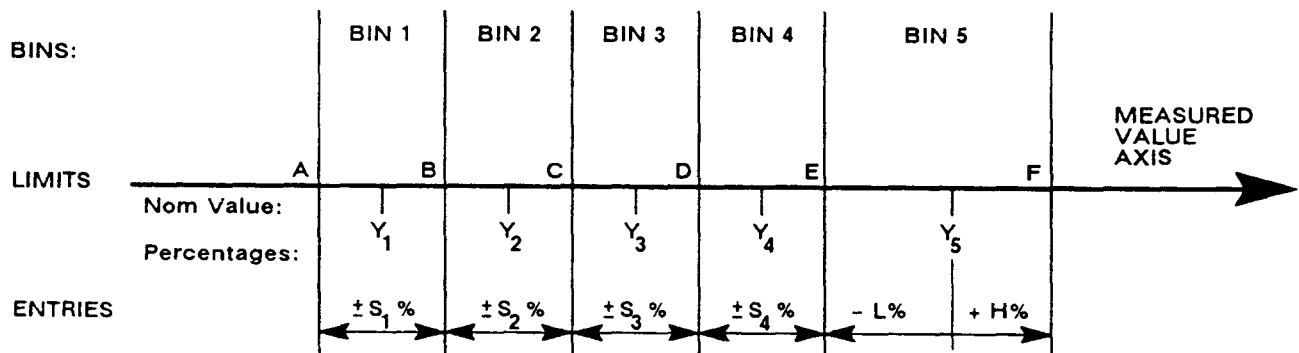 BINS: BIN 1 BIN 2 BIN 3 BIN 4 BIN 5
MEASURED
VALUE
AXIS
LIMITS A B C D E F
Nom Value: Y₁ Y₂ Y₃ Y₄ Y₅
Percentages:
ENTRIES ± S₁ % ± S₂ % ± S₃ % ± S₄ % - L% + H%